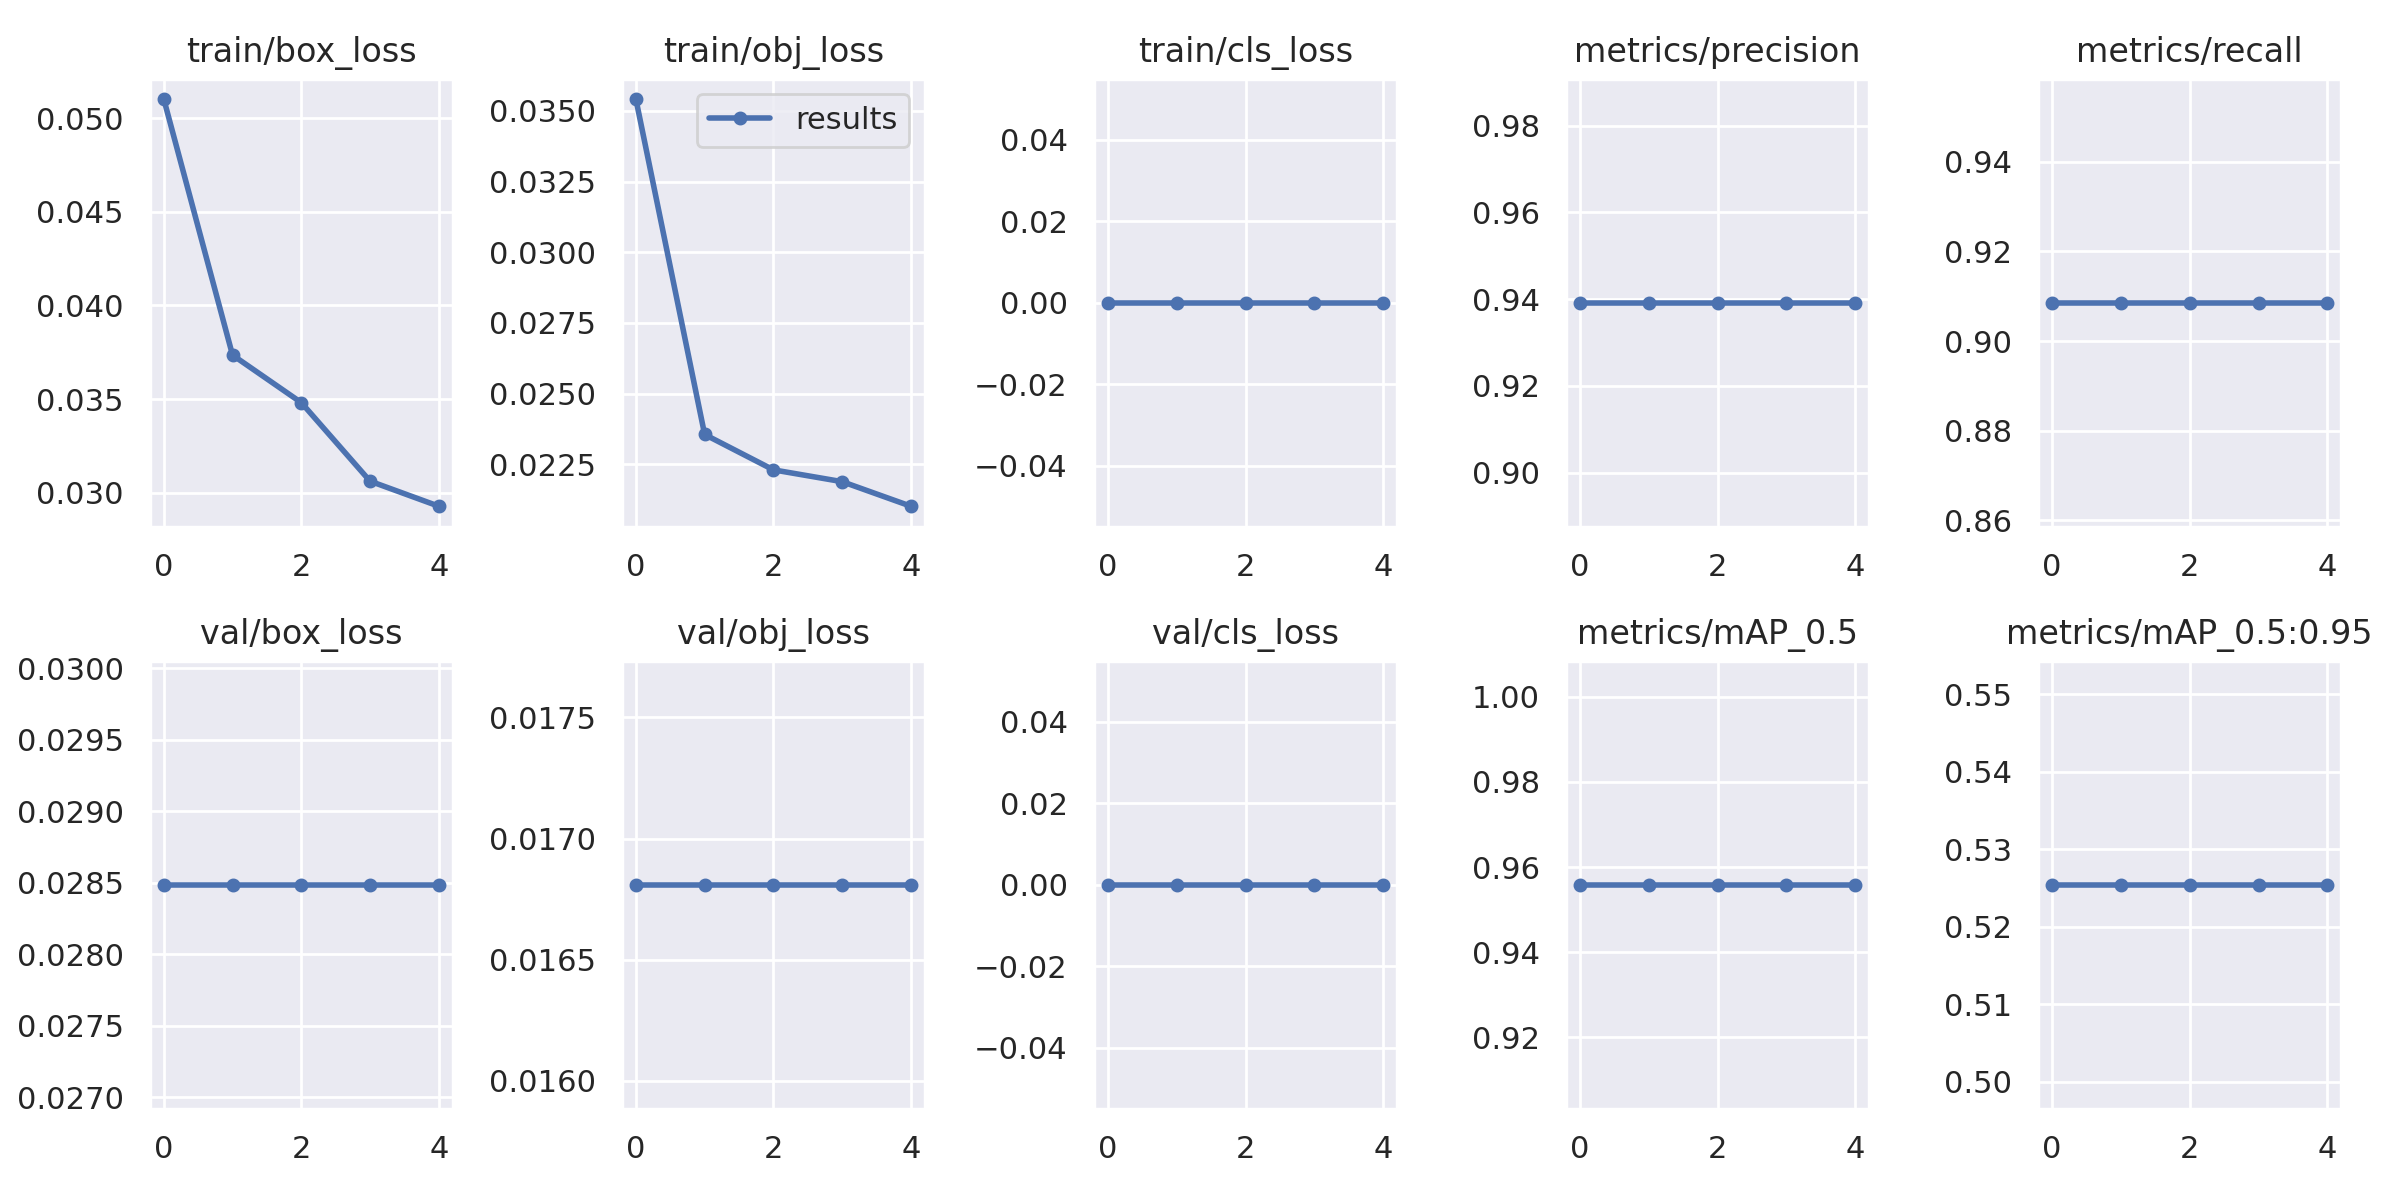 train/box_loss
0.050
0.045
0.040
0.035
0.030
0 2 4
train/obj_loss
results
0.0350
0.0325
0.0300
0.0275
0.0250
0.0225
0 2 4
train/cls_loss
0.04
0.02
0.00
−0.02
−0.04
0 2 4
metrics/precision
0.98
0.96
0.94
0.92
0.90
0 2 4
metrics/recall
0.94
0.92
0.90
0.88
0.86
0 2 4
val/box_loss
0.0300
0.0295
0.0290
0.0285
0.0280
0.0275
0.0270
0 2 4
val/obj_loss
0.0175
0.0170
0.0165
0.0160
0 2 4
val/cls_loss
0.04
0.02
0.00
−0.02
−0.04
0 2 4
metrics/mAP_0.5
1.00
0.98
0.96
0.94
0.92
0 2 4
metrics/mAP_0.5:0.95
0.55
0.54
0.53
0.52
0.51
0.50
0 2 4